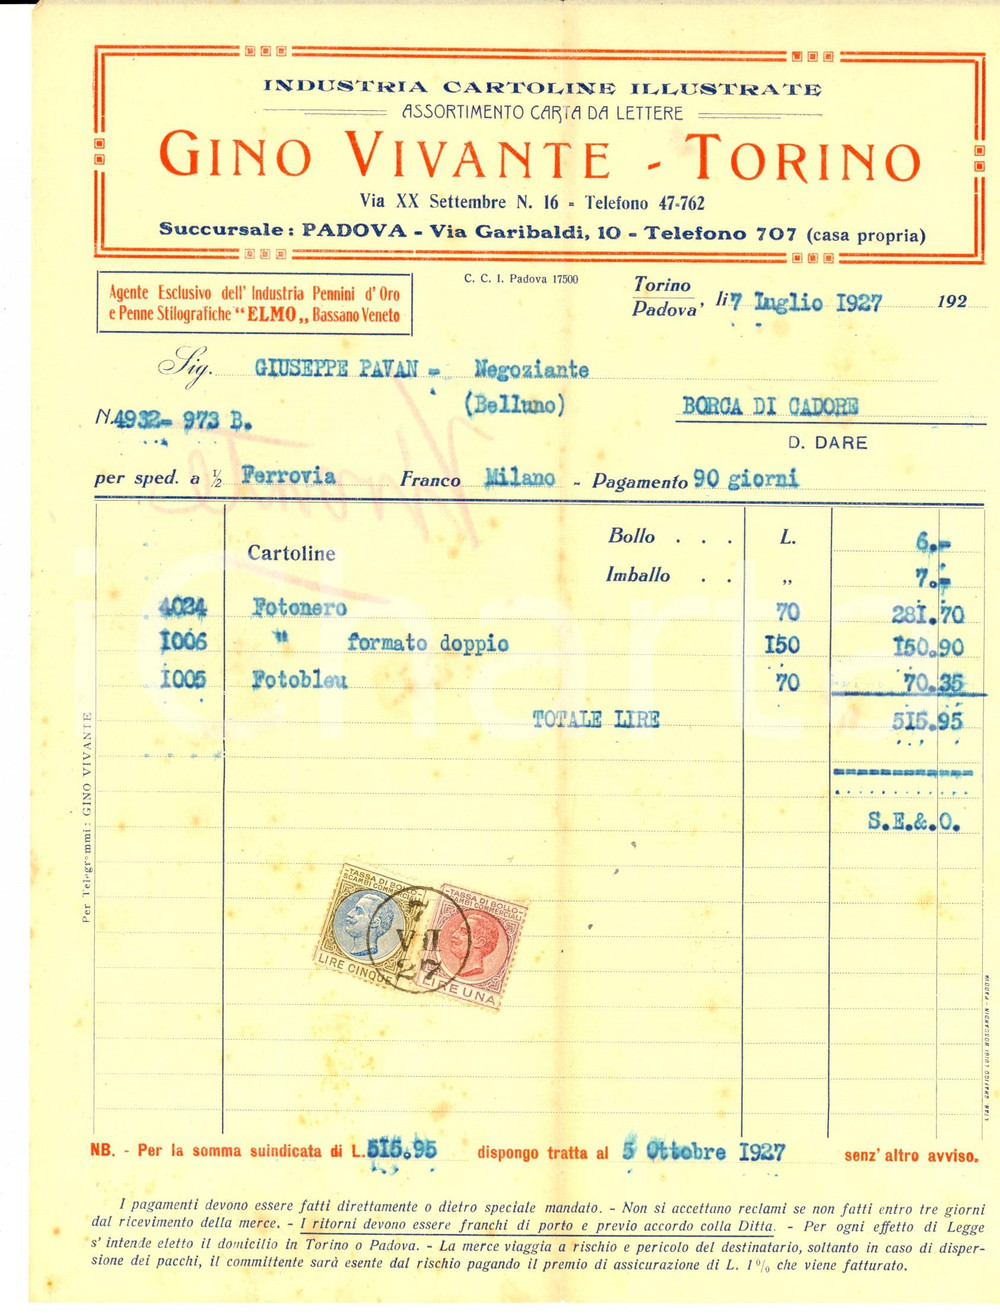 INDUSTRIA CARTOLINE ILLUSTRATE
ASSORTIMENTO CARTA DA LETTERE
GINO VIVANTE - TORINO
Via XX Settembre N. 16 - Telefono 47-762
Succursale: PADOVA - Via Garibaldi, 10 - Telefono 707 (casa propria)
Agente Esclusivo dell' Industria Pennini d' Oro
e Penne Stilografiche "ELMO„ Bassano Veneto
C. C. I. Padova 17500
Torino
Padova, li 7 Luglio 1927 192
Sig. GIUSEPPE PAVAN - Negoziante
N. 4932- 973 B. (Belluno) BORCA DI CADORE
D. DARE
per sped. a ½ Ferrovia Franco Milano - Pagamento 90 giorni
Bollo . . . L. 6.-
Cartoline
Imballo . . „ 7.-
4024 Fotonero 70 281.70
1006 " formato doppio 150 150.90
1005 Fotobleu 70 70.35
TOTALE LIRE 515.95
S.E.&.O.
Per Telegrammi: GINO VIVANTE
TASSA DI BOLLO
SCAMBI COMMERCIALI
LIRE CINQUE
TASSA DI BOLLO
SCAMBI COMMERCIALI
LIRE UNA
7
VII
27
STAB. GRAFICO LUIGI BOSCARDIN - PADOVA
NB. - Per la somma suindicata di L. 515.95 dispongo tratta al 5 Ottobre 1927 senz' altro avviso.
I pagamenti devono essere fatti direttamente o dietro speciale mandato. - Non si accettano reclami se non fatti entro tre giorni
dal ricevimento della merce. - I ritorni devono essere franchi di porto e previo accordo colla Ditta. - Per ogni effetto di Legge
s' intende eletto il domicilio in Torino o Padova. - La merce viaggia a rischio e pericolo del destinatario, soltanto in caso di disper-
sione dei pacchi, il committente sarà esente dal rischio pagando il premio di assicurazione di L. 1% che viene fatturato.